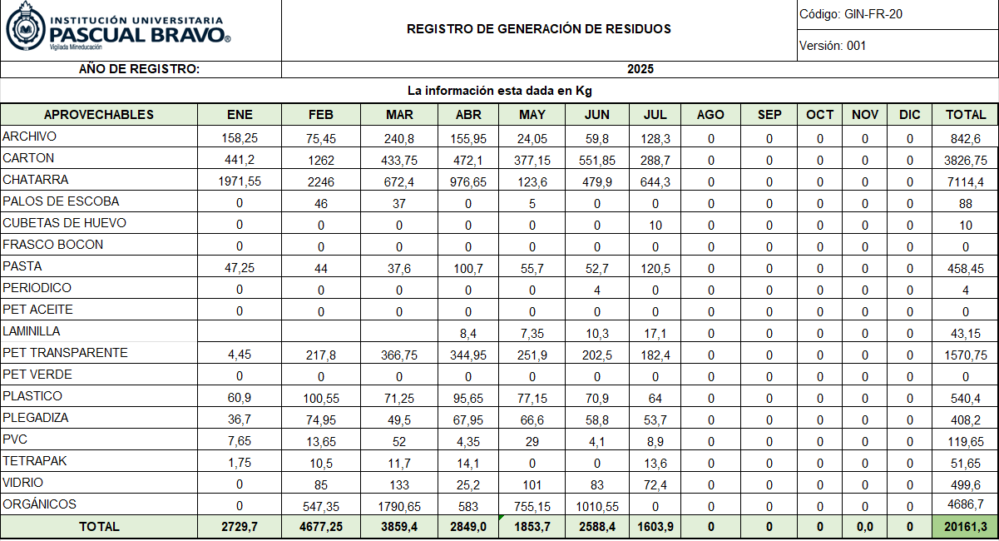 INSTITUCIÓN UNIVERSITARIA
PASCUAL BRAVO®
Vigilada Mineducación
REGISTRO DE GENERACIÓN DE RESIDUOS
Código: GIN-FR-20
Versión: 001
AÑO DE REGISTRO: 2025
La información esta dada en Kg
APROVECHABLES ENE FEB MAR ABR MAY JUN JUL AGO SEP OCT NOV DIC TOTAL
ARCHIVO 158,25 75,45 240,8 155,95 24,05 59,8 128,3 0 0 0 0 0 842,6
CARTON 441,2 1262 433,75 472,1 377,15 551,85 288,7 0 0 0 0 0 3826,75
CHATARRA 1971,55 2246 672,4 976,65 123,6 479,9 644,3 0 0 0 0 0 7114,4
PALOS DE ESCOBA 0 46 37 0 5 0 0 0 0 0 0 0 88
CUBETAS DE HUEVO 0 0 0 0 0 0 10 0 0 0 0 0 10
FRASCO BOCON 0 0 0 0 0 0 0 0 0 0 0 0 0
PASTA 47,25 44 37,6 100,7 55,7 52,7 120,5 0 0 0 0 0 458,45
PERIODICO 0 0 0 0 0 4 0 0 0 0 0 0 4
PET ACEITE 0 0 0 0 0 0 0 0 0 0 0 0 0
LAMINILLA 8,4 7,35 10,3 17,1 0 0 0 0 0 43,15
PET TRANSPARENTE 4,45 217,8 366,75 344,95 251,9 202,5 182,4 0 0 0 0 0 1570,75
PET VERDE 0 0 0 0 0 0 0 0 0 0 0 0 0
PLASTICO 60,9 100,55 71,25 95,65 77,15 70,9 64 0 0 0 0 0 540,4
PLEGADIZA 36,7 74,95 49,5 67,95 66,6 58,8 53,7 0 0 0 0 0 408,2
PVC 7,65 13,65 52 4,35 29 4,1 8,9 0 0 0 0 0 119,65
TETRAPAK 1,75 10,5 11,7 14,1 0 0 13,6 0 0 0 0 0 51,65
VIDRIO 0 85 133 25,2 101 83 72,4 0 0 0 0 0 499,6
ORGÁNICOS 0 547,35 1790,65 583 755,15 1010,55 0 0 0 0 0 0 4686,7
TOTAL 2729,7 4677,25 3859,4 2849,0 1853,7 2588,4 1603,9 0 0 0 0,0 0 20161,3